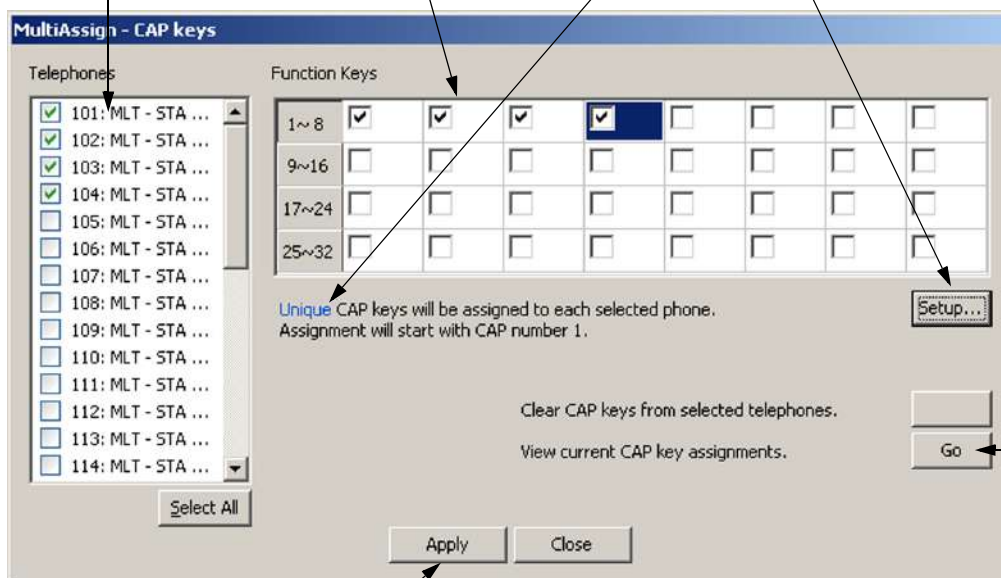 MultiAssign - CAP keys
Telephones
101: MLT - STA ...
102: MLT - STA ...
103: MLT - STA ...
104: MLT - STA ...
105: MLT - STA ...
106: MLT - STA ...
107: MLT - STA ...
108: MLT - STA ...
109: MLT - STA ...
110: MLT - STA ...
111: MLT - STA ...
112: MLT - STA ...
113: MLT - STA ...
114: MLT - STA ...
Select All
Function Keys
1~ 8
9~16
17~24
25~32
Unique CAP keys will be assigned to each selected phone.
Assignment will start with CAP number 1.
Setup...
Clear CAP keys from selected telephones.
View current CAP key assignments.
Go
Apply
Close